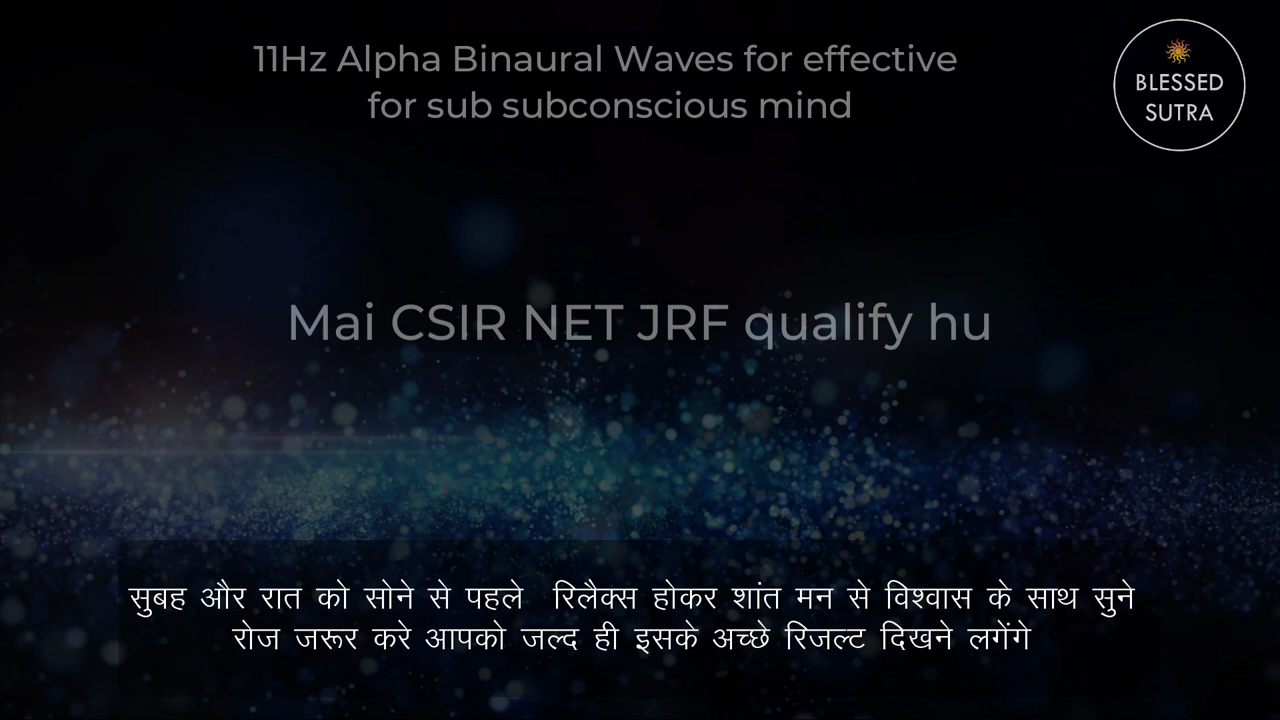 11Hz Alpha Binaural Waves for effective
for sub subconscious mind
BLESSED
SUTRA
Mai CSIR NET JRF qualify hu
सुबह और रात को सोने से पहले रिलैक्स होकर शांत मन से विश्वास के साथ सुने
रोज जरूर करे आपको जल्द ही इसके अच्छे रिजल्ट दिखने लगेंगे